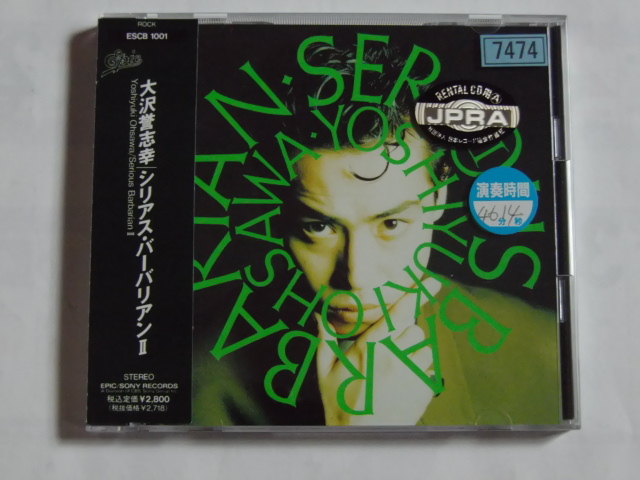 ROCK
ESCB 1001
Epic
大沢誉志幸/シリアス・バーバリアンII
Yoshiyuki Ohsawa/Serious Barbarian II
STEREO
EPIC/SONY RECORDS
税込定価¥2,800
(税抜価格¥2,718)
SERIOUS BARBARIAN・
YOSHIYUKI OHSAWA・
7474
RENTAL CD用 A
JPRA
演奏時間
46分14秒